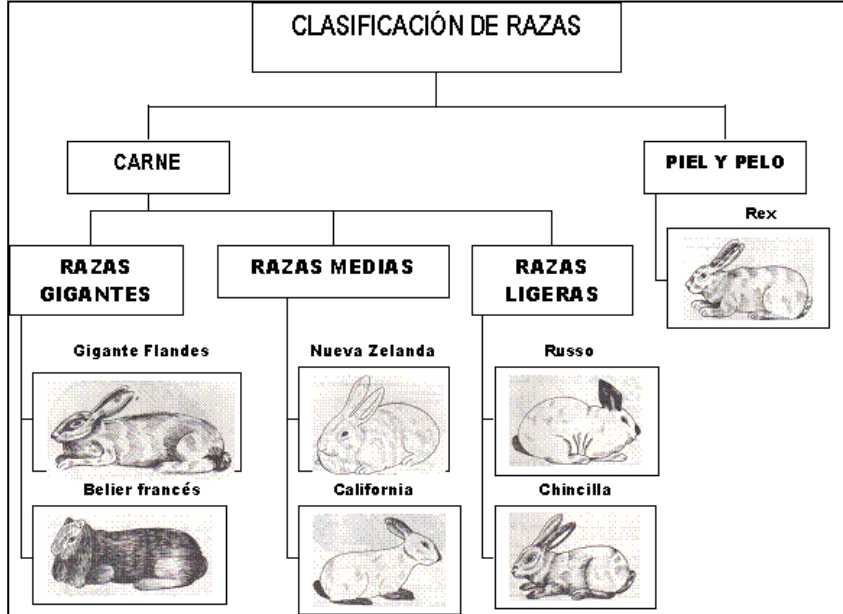 CLASIFICACIÓN DE RAZAS
CARNE
PIEL Y PELO
Rex
RAZAS
GIGANTES
RAZAS MEDIAS
RAZAS
LIGERAS
Gigante Flandes
Nueva Zelanda
Russo
Belier francés
California
Chincilla